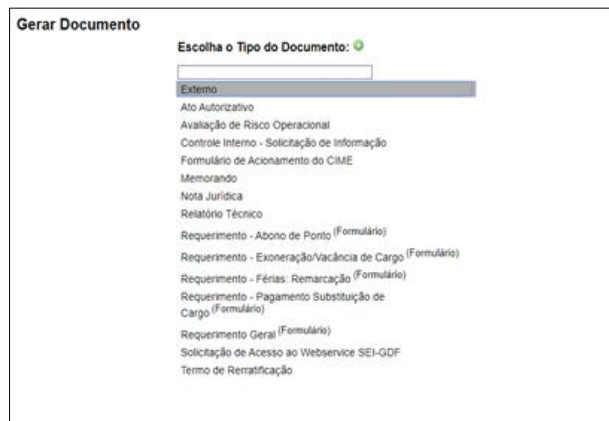 Gerar Documento
Escolha o Tipo do Documento:
Externo
Ato Autorizativo
Avaliação de Risco Operacional
Controle Interno - Solicitação de Informação
Formulário de Acionamento do CIME
Memorando
Nota Jurídica
Relatório Técnico
Requerimento - Abono de Ponto (Formulário)
Requerimento - Exoneração/Vacância de Cargo (Formulário)
Requerimento - Férias: Remarcação (Formulário)
Requerimento - Pagamento Substituição de
Cargo (Formulário)
Requerimento Geral (Formulário)
Solicitação de Acesso ao Webservice SEI-GDF
Termo de Rerratificação